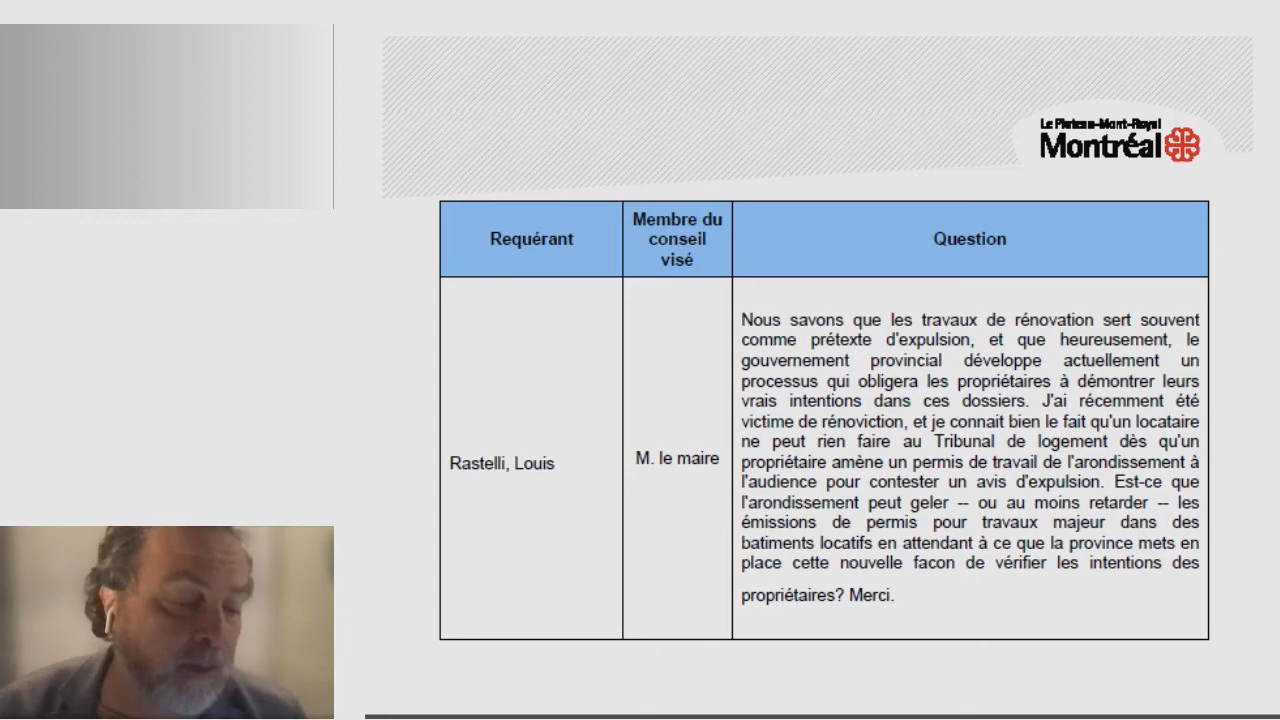 Le Plateau-Mont-Royal
Montréal
Requérant
Membre du
conseil
visé
Question
Rastelli, Louis
M. le maire
Nous savons que les travaux de rénovation sert souvent
comme prétexte d'expulsion, et que heureusement, le
gouvernement provincial développe actuellement un
processus qui obligera les propriétaires à démontrer leurs
vrais intentions dans ces dossiers. J'ai récemment été
victime de rénoviction, et je connait bien le fait qu'un locataire
ne peut rien faire au Tribunal de logement dès qu'un
propriétaire amène un permis de travail de l'arondissement à
l'audience pour contester un avis d'expulsion. Est-ce que
l'arondissement peut geler -- ou au moins retarder -- les
émissions de permis pour travaux majeur dans des
batiments locatifs en attendant à ce que la province mets en
place cette nouvelle facon de vérifier les intentions des
propriétaires? Merci.